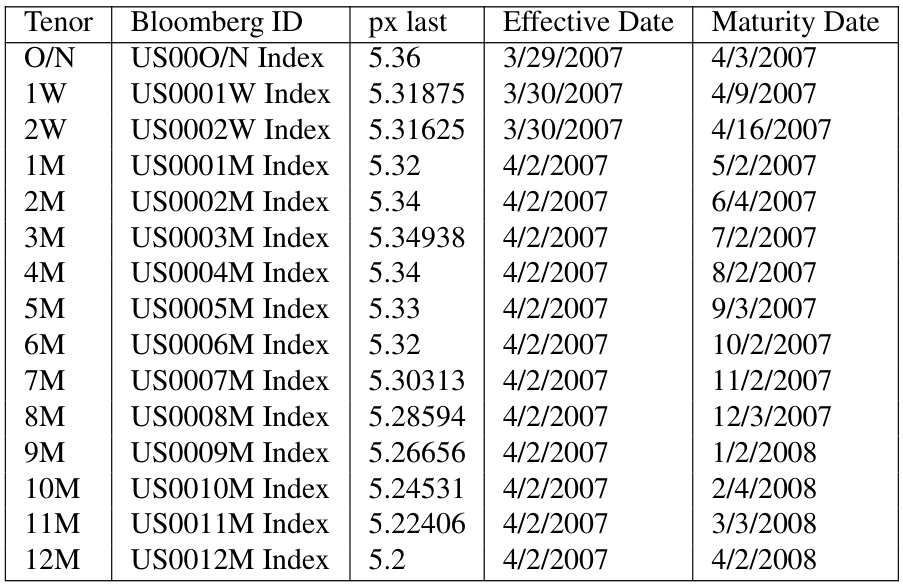 Tenor Bloomberg ID px last Effective Date Maturity Date
O/N US00O/N Index 5.36 3/29/2007 4/3/2007
1W US0001W Index 5.31875 3/30/2007 4/9/2007
2W US0002W Index 5.31625 3/30/2007 4/16/2007
1M US0001M Index 5.32 4/2/2007 5/2/2007
2M US0002M Index 5.34 4/2/2007 6/4/2007
3M US0003M Index 5.34938 4/2/2007 7/2/2007
4M US0004M Index 5.34 4/2/2007 8/2/2007
5M US0005M Index 5.33 4/2/2007 9/3/2007
6M US0006M Index 5.32 4/2/2007 10/2/2007
7M US0007M Index 5.30313 4/2/2007 11/2/2007
8M US0008M Index 5.28594 4/2/2007 12/3/2007
9M US0009M Index 5.26656 4/2/2007 1/2/2008
10M US0010M Index 5.24531 4/2/2007 2/4/2008
11M US0011M Index 5.22406 4/2/2007 3/3/2008
12M US0012M Index 5.2 4/2/2007 4/2/2008